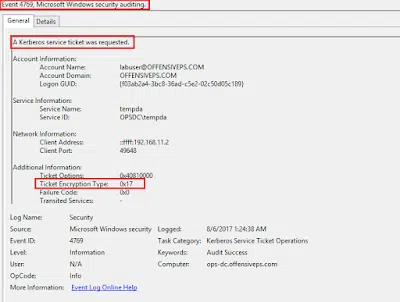 Event 4769, Microsoft Windows security auditing.
General Details
A Kerberos service ticket was requested.
Account Information:
Account Name: labuser@OFFENSIVEPS.COM
Account Domain: OFFENSIVEPS.COM
Logon GUID: {f03ab2a4-3bc8-36ad-c5e2-02c50d05c189}
Service Information:
Service Name: tempda
Service ID: OPSDC\tempda
Network Information:
Client Address: ::ffff:192.168.11.2
Client Port: 49648
Additional Information:
Ticket Options: 0x40810000
Ticket Encryption Type: 0x17
Failure Code: 0x0
Transited Services: -
Log Name: Security
Source: Microsoft Windows security Logged: 8/6/2017 1:24:38 AM
Event ID: 4769 Task Category: Kerberos Service Ticket Operations
Level: Information Keywords: Audit Success
User: N/A Computer: ops-dc.offensiveps.com
OpCode: Info
More Information: Event Log Online Help